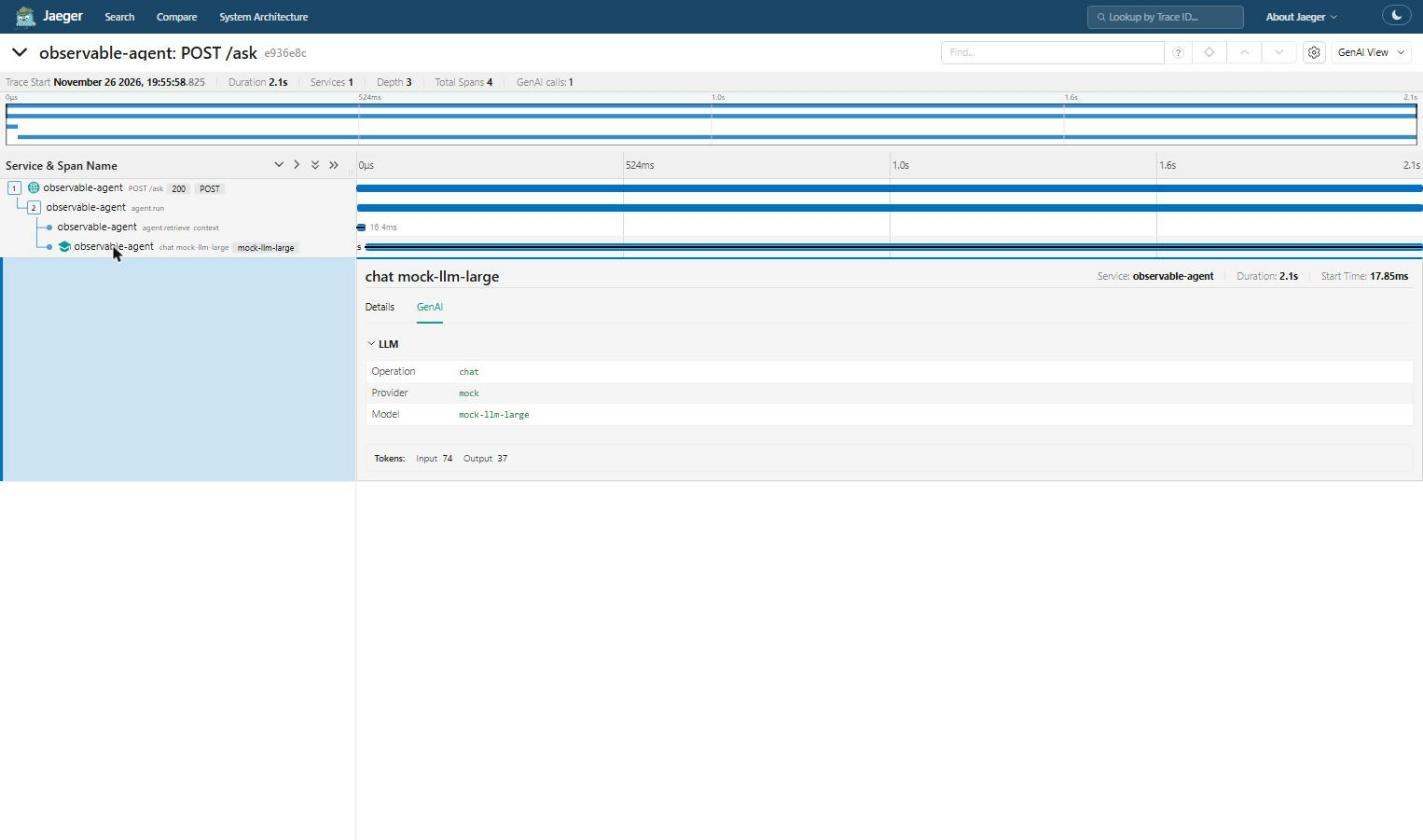 Jaeger Search Compare System Architecture Lookup by Trace ID... About Jaeger
observable-agent: POST /ask e936e8c Find... ? GenAI View
Trace Start November 26 2026, 19:55:58.825 Duration 2.1s Services 1 Depth 3 Total Spans 4 GenAI calls: 1
0µs 524ms 1.0s 1.6s 2.1s
Service & Span Name 0µs 524ms 1.0s 1.6s 2.1s
1 observable-agent POST /ask 200 POST
2 observable-agent agent.run
observable-agent agent.retrieve_context 16.4ms
observable-agent chat mock-llm-large mock-llm-large s
chat mock-llm-large Service: observable-agent Duration: 2.1s Start Time: 17.85ms
Details GenAI
LLM
Operation chat
Provider mock
Model mock-llm-large
Tokens: Input 74 Output 37